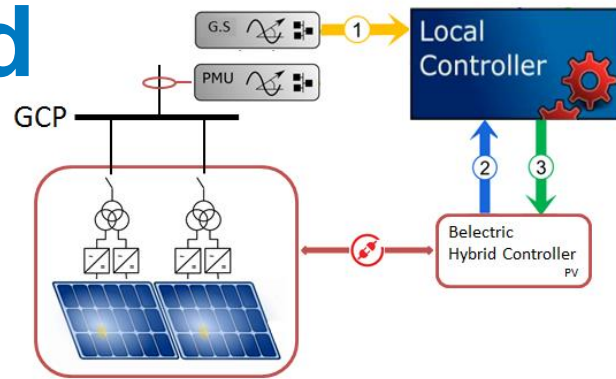 d
G.S
1
Local
Controller
PMU
GCP
2
3
Belectric
Hybrid Controller
PV